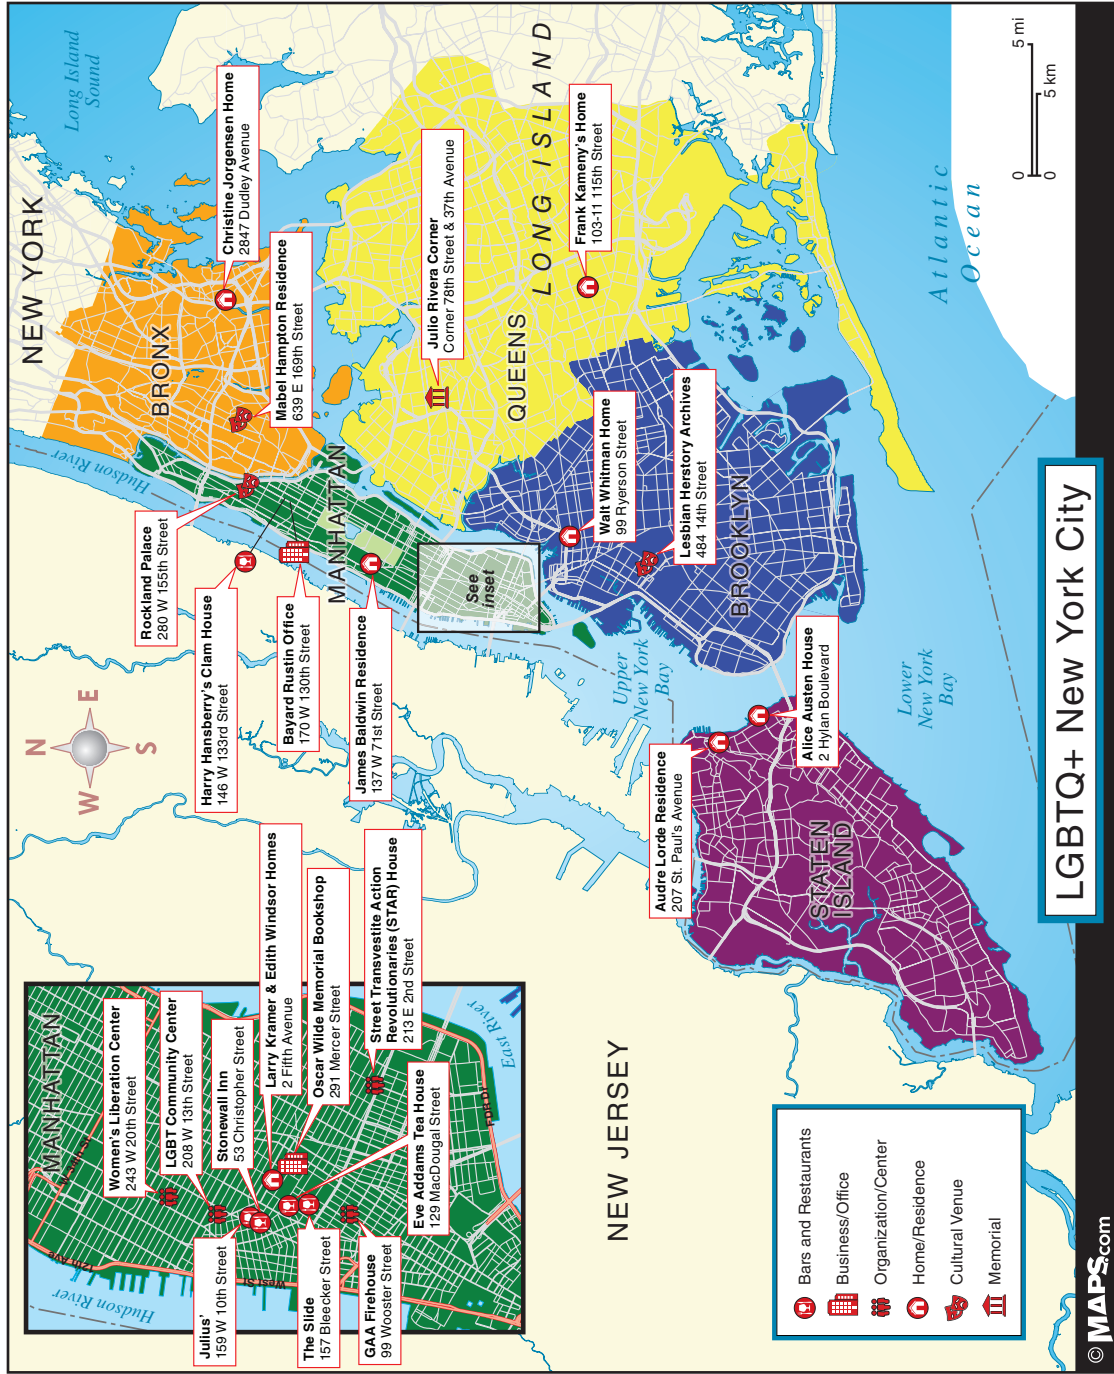 LGBTQ+ New York City
NEW YORK
Long Island
Sound
BRONX
Christine Jorgensen Home
2847 Dudley Avenue
Mabel Hampton Residence
639 E 169th Street
Hudson River
Rockland Palace
280 W 155th Street
Harry Hansberry's Clam House
146 W 133rd Street
Bayard Rustin Office
170 W 130th Street
MANHATTAN
James Baldwin Residence
137 W 71st Street
See
inset
Julio Rivera Corner
Corner 78th Street & 37th Avenue
QUEENS
LONG ISLAND
Frank Kameny's Home
103-11 115th Street
Walt Whitman Home
99 Ryerson Street
Lesbian Herstory Archives
484 14th Street
BROOKLYN
Upper
New York
Bay
Audre Lorde Residence
207 St. Paul's Avenue
Alice Austen House
2 Hylan Boulevard
STATEN
ISLAND
Lower
New York
Bay
Atlantic
Ocean
0 5 mi
0 5 km
N
W E
S
NEW JERSEY
MANHATTAN
Women's Liberation Center
243 W 20th Street
LGBT Community Center
208 W 13th Street
Stonewall Inn
53 Christopher Street
Larry Kramer & Edith Windsor Homes
2 Fifth Avenue
Oscar Wilde Memorial Bookshop
291 Mercer Street
Street Transvestite Action
Revolutionaries (STAR) House
213 E 2nd Street
Eve Addams Tea House
129 MacDougal Street
Julius'
159 W 10th Street
The Slide
157 Bleecker Street
GAA Firehouse
99 Wooster Street
Hudson River
East River
12th Ave
West St
FDR Dr
Bars and Restaurants
Business/Office
Organization/Center
Home/Residence
Cultural Venue
Memorial
© MAPS.com